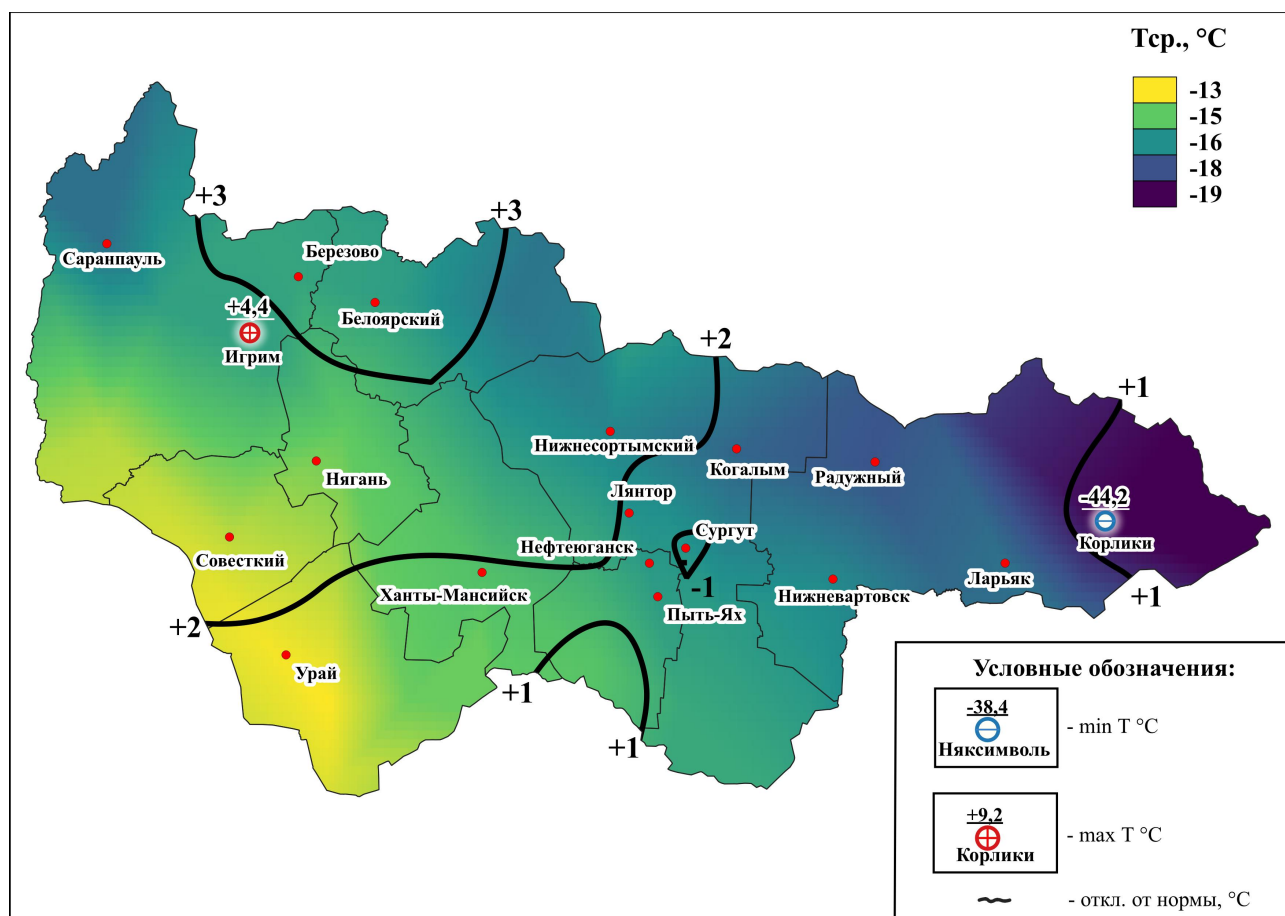 Тср., °C
-13
-15
-16
-18
-19
+3
+3
Саранпауль
Березово
Белоярский
+4,4
Игрим
+2
+1
Нижнесортымский
Когалым
Радужный
Нягань
Лянтор
-44,2
Корлики
Совесткий
Нефтеюганск
Сургут
Ларьяк
Ханты-Мансийск
-1
Нижневартовск
+1
Пыть-Ях
+2
Урай
+1
+1
Условные обозначения:
-38,4
Няксимволь
- min T °C
+9,2
Корлики
- max T °C
- откл. от нормы, °C